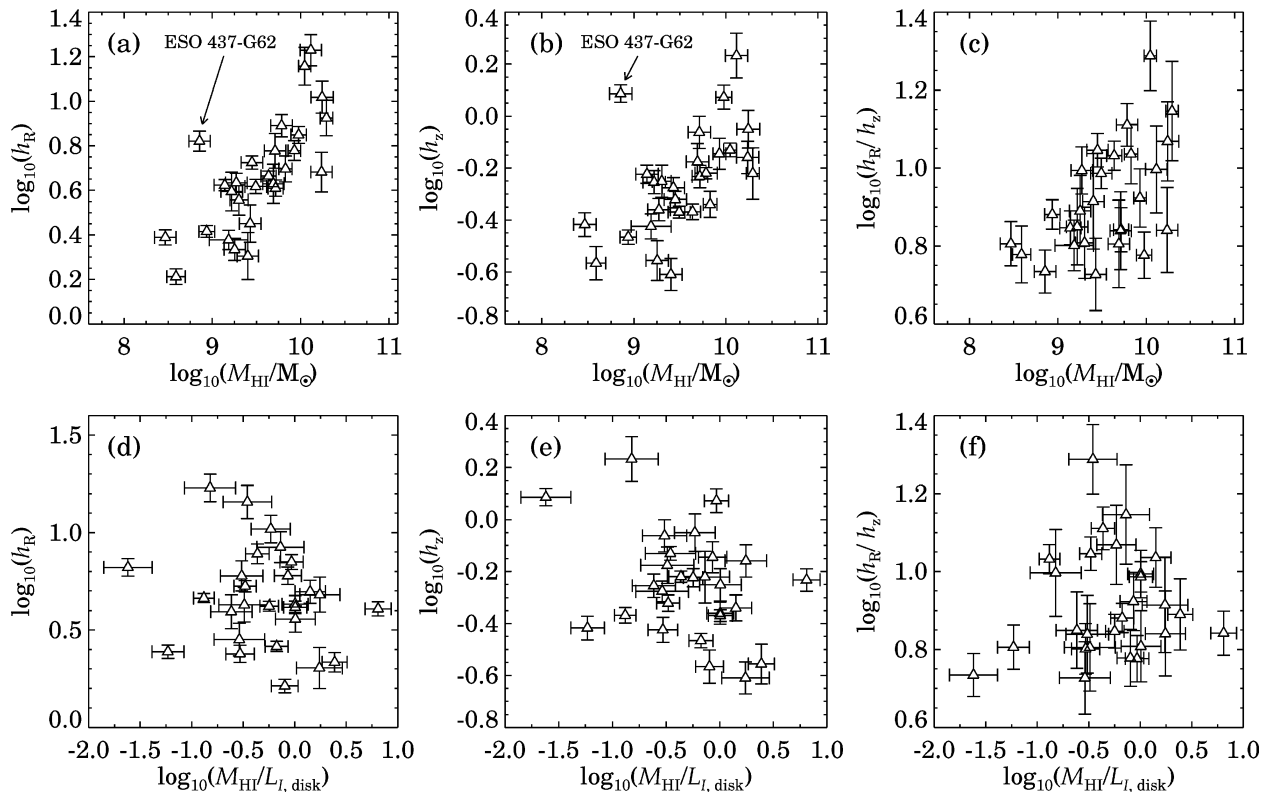 (a)
ESO 437-G62
log10(hR)
1.4
1.2
1.0
0.8
0.6
0.4
0.2
0.0
8 9 10 11
log10(MHI/M⊙)
(b)
ESO 437-G62
log10(hz)
0.4
0.2
0.0
-0.2
-0.4
-0.6
-0.8
8 9 10 11
log10(MHI/M⊙)
(c)
log10(hR/hz)
1.4
1.2
1.0
0.8
0.6
8 9 10 11
log10(MHI/M⊙)
(d)
log10(hR)
1.5
1.0
0.5
0.0
-2.0 -1.5 -1.0 -0.5 0.0 0.5 1.0
log10(MHI/LI, disk)
(e)
log10(hz)
0.4
0.2
0.0
-0.2
-0.4
-0.6
-0.8
-2.0 -1.5 -1.0 -0.5 0.0 0.5 1.0
log10(MHI/LI, disk)
(f)
log10(hR/hz)
1.4
1.2
1.0
0.8
0.6
-2.0 -1.5 -1.0 -0.5 0.0 0.5 1.0
log10(MHI/LI, disk)